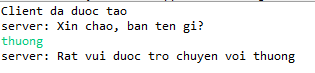 Client da duoc tao
server: Xin chao, ban ten gi?
thuong
server: Rat vui duoc tro chuyen voi thuong